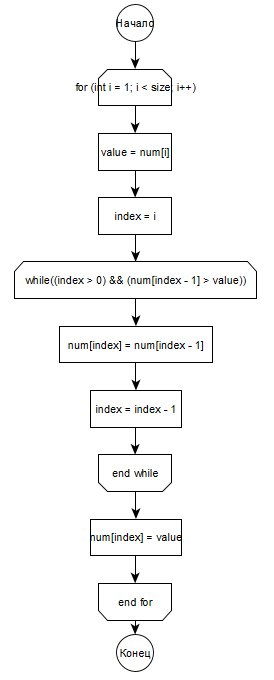 Начало
for (int i = 1; i < size; i++)
value = num[i]
index = i
while((index > 0) && (num[index - 1] > value))
num[index] = num[index - 1]
index = index - 1
end while
num[index] = value
end for
Конец